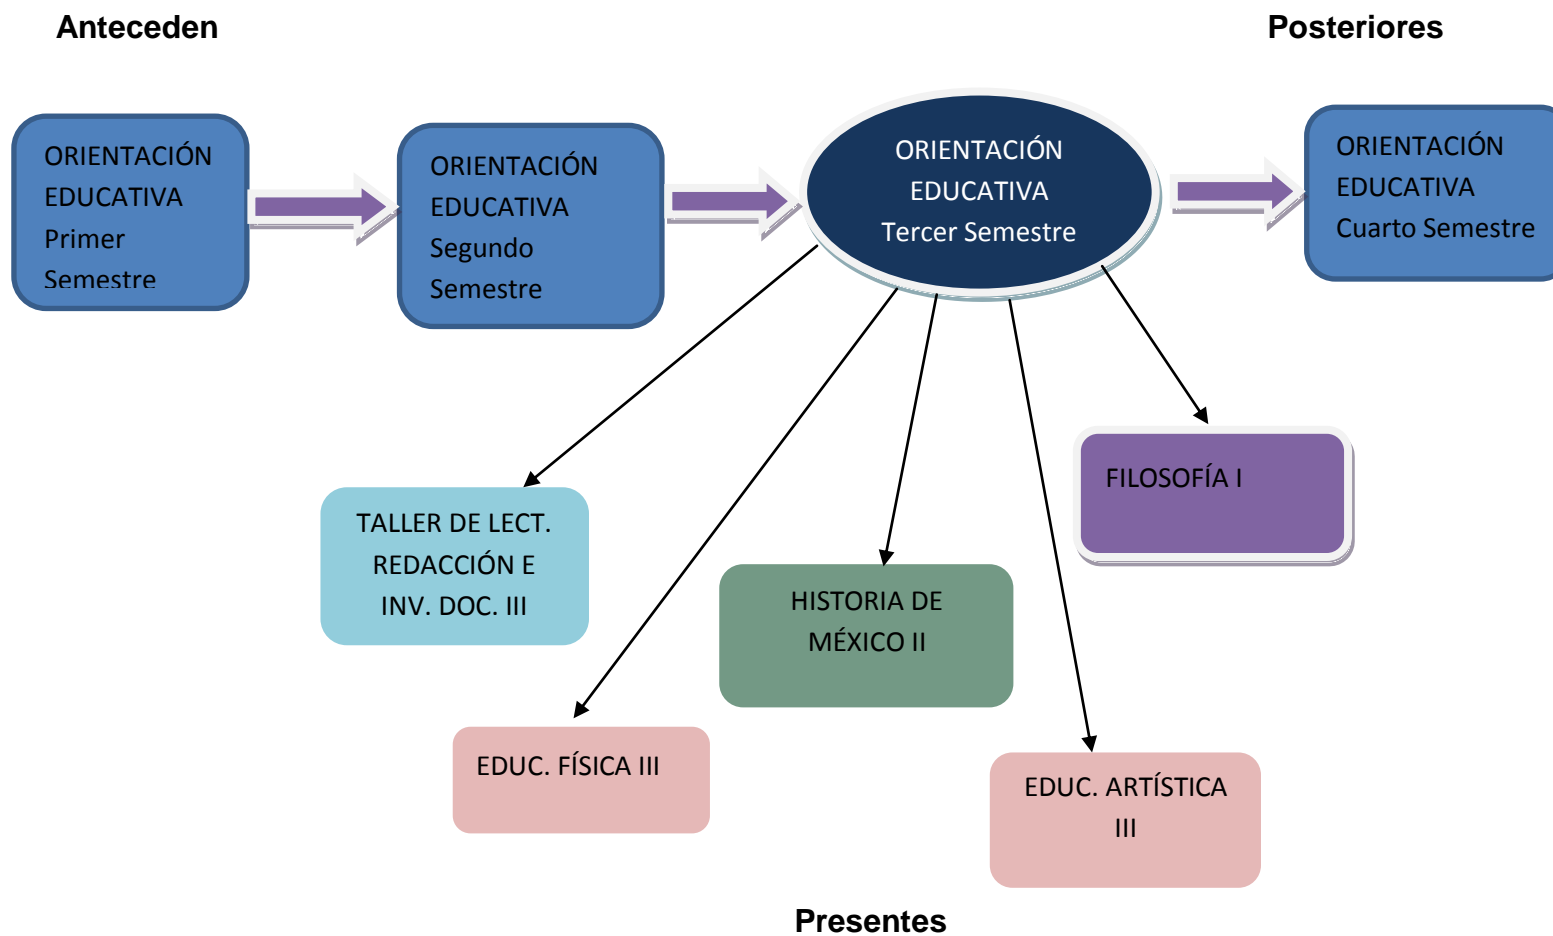 Anteceden
Posteriores
ORIENTACIÓN
EDUCATIVA
Primer
Semestre
ORIENTACIÓN
EDUCATIVA
Segundo
Semestre
ORIENTACIÓN
EDUCATIVA
Tercer Semestre
ORIENTACIÓN
EDUCATIVA
Cuarto Semestre
TALLER DE LECT.
REDACCIÓN E
INV. DOC. III
EDUC. FÍSICA III
HISTORIA DE
MÉXICO II
EDUC. ARTÍSTICA
III
FILOSOFÍA I
Presentes